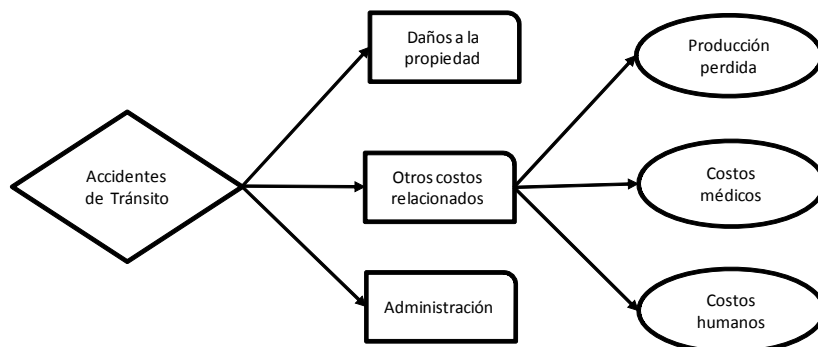 Accidentes
de Tránsito
Daños a la
propiedad
Otros costos
relacionados
Administración
Producción
perdida
Costos
médicos
Costos
humanos